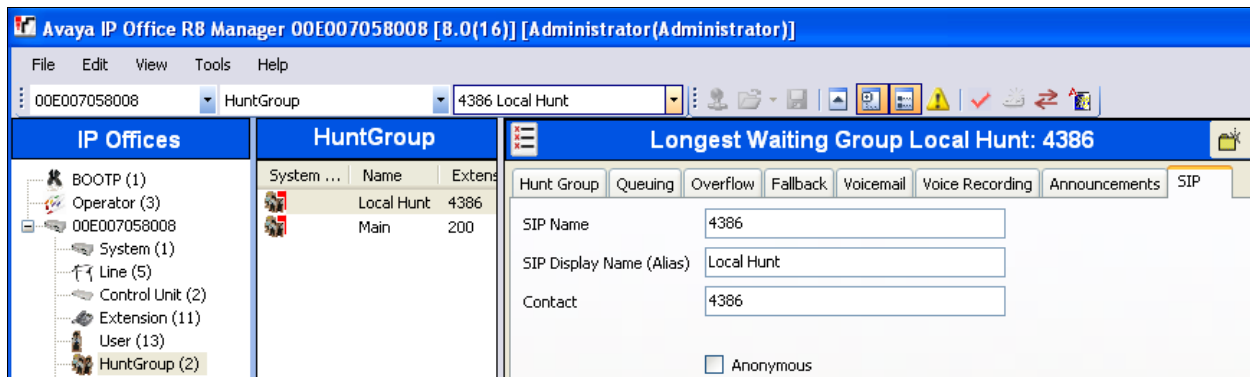 Avaya IP Office R8 Manager 00E007058008 [8.0(16)] [Administrator(Administrator)]
File Edit View Tools Help
00E007058008 HuntGroup 4386 Local Hunt
IP Offices
BOOTP (1)
Operator (3)
00E007058008
System (1)
Line (5)
Control Unit (2)
Extension (11)
User (13)
HuntGroup (2)
HuntGroup
System ... Name Extens
Local Hunt 4386
Main 200
Longest Waiting Group Local Hunt: 4386
Hunt Group Queuing Overflow Fallback Voicemail Voice Recording Announcements SIP
SIP Name 4386
SIP Display Name (Alias) Local Hunt
Contact 4386
Anonymous